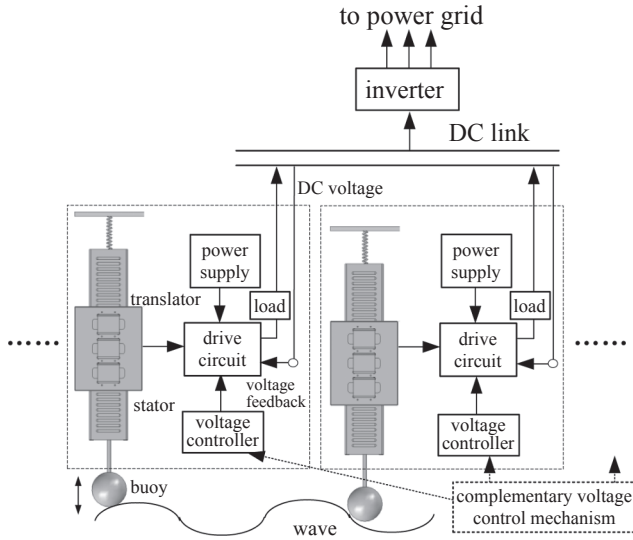 to power grid
inverter
DC link
DC voltage
power
supply
translator
load
drive
circuit
voltage
feedback
stator
voltage
controller
buoy
wave
power
supply
load
drive
circuit
voltage
controller
complementary voltage
control mechanism